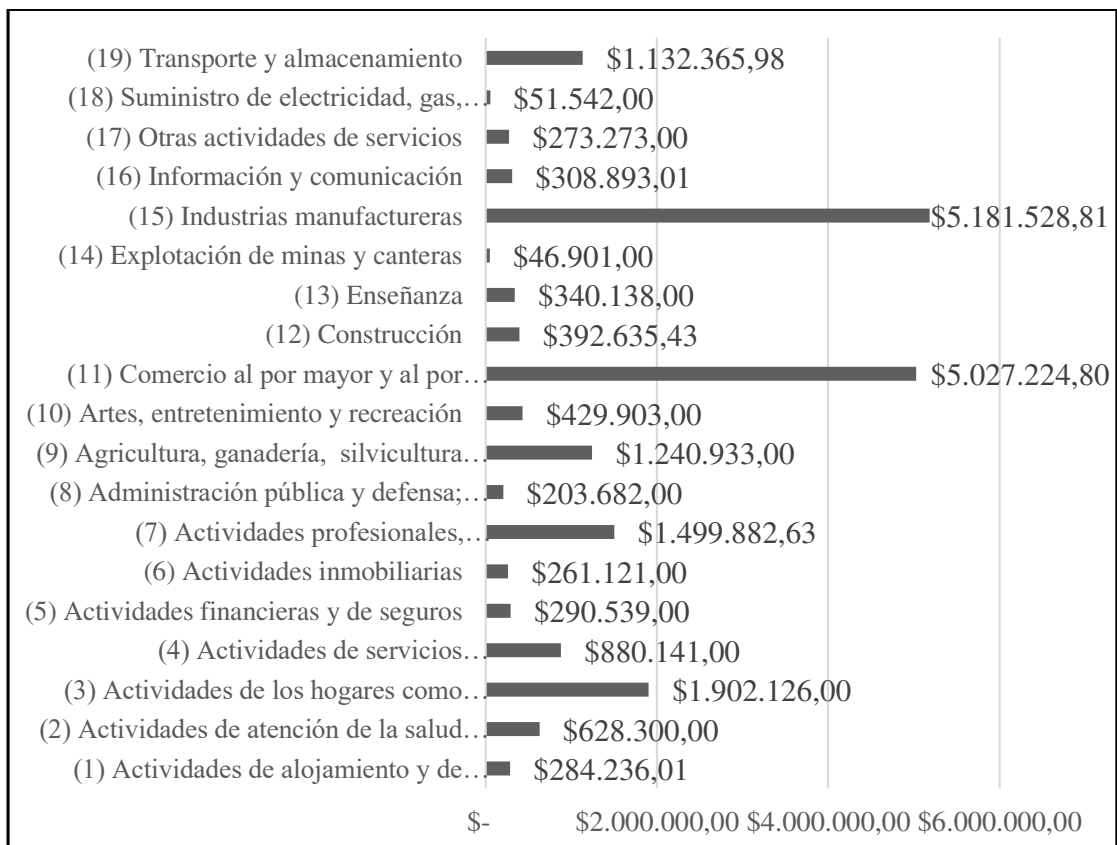 (19) Transporte y almacenamiento $1.132.365,98
(18) Suministro de electricidad, gas,… $51.542,00
(17) Otras actividades de servicios $273.273,00
(16) Información y comunicación $308.893,01
(15) Industrias manufactureras $5.181.528,81
(14) Explotación de minas y canteras $46.901,00
(13) Enseñanza $340.138,00
(12) Construcción $392.635,43
(11) Comercio al por mayor y al por… $5.027.224,80
(10) Artes, entretenimiento y recreación $429.903,00
(9) Agricultura, ganadería,  silvicultura… $1.240.933,00
(8) Administración pública y defensa;… $203.682,00
(7) Actividades profesionales,… $1.499.882,63
(6) Actividades inmobiliarias $261.121,00
(5) Actividades financieras y de seguros $290.539,00
(4) Actividades de servicios… $880.141,00
(3) Actividades de los hogares como… $1.902.126,00
(2) Actividades de atención de la salud… $628.300,00
(1) Actividades de alojamiento y de… $284.236,01
$- $2.000.000,00 $4.000.000,00 $6.000.000,00